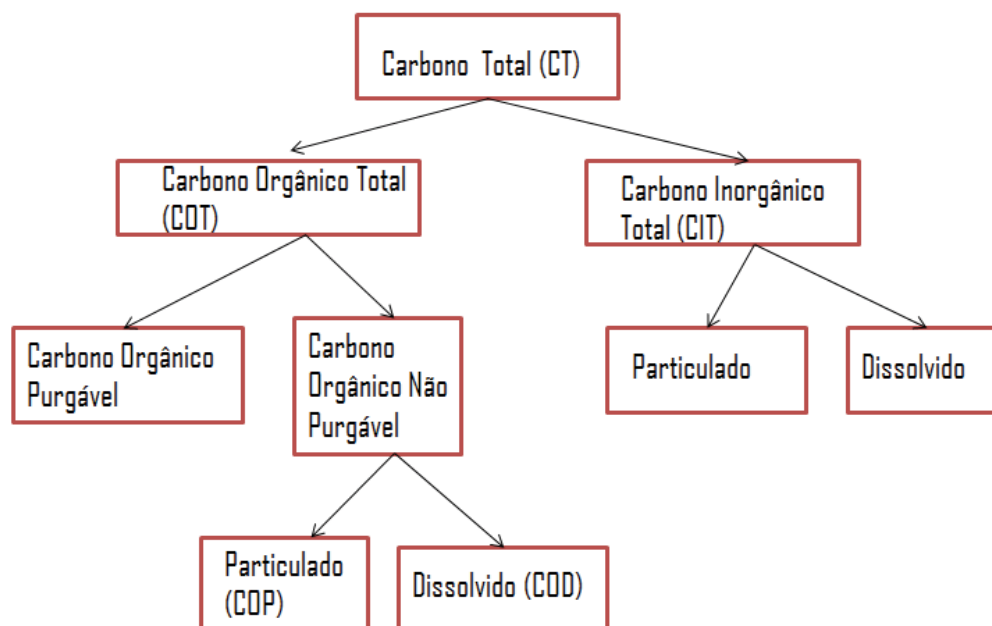 Carbono Total (CT)
Carbono Orgânico Total
(COT)
Carbono Inorgânico
Total (CIT)
Carbono Orgânico
Purgável
Carbono
Orgânico Não
Purgável
Particulado
Dissolvido
Particulado
(COP)
Dissolvido (COD)